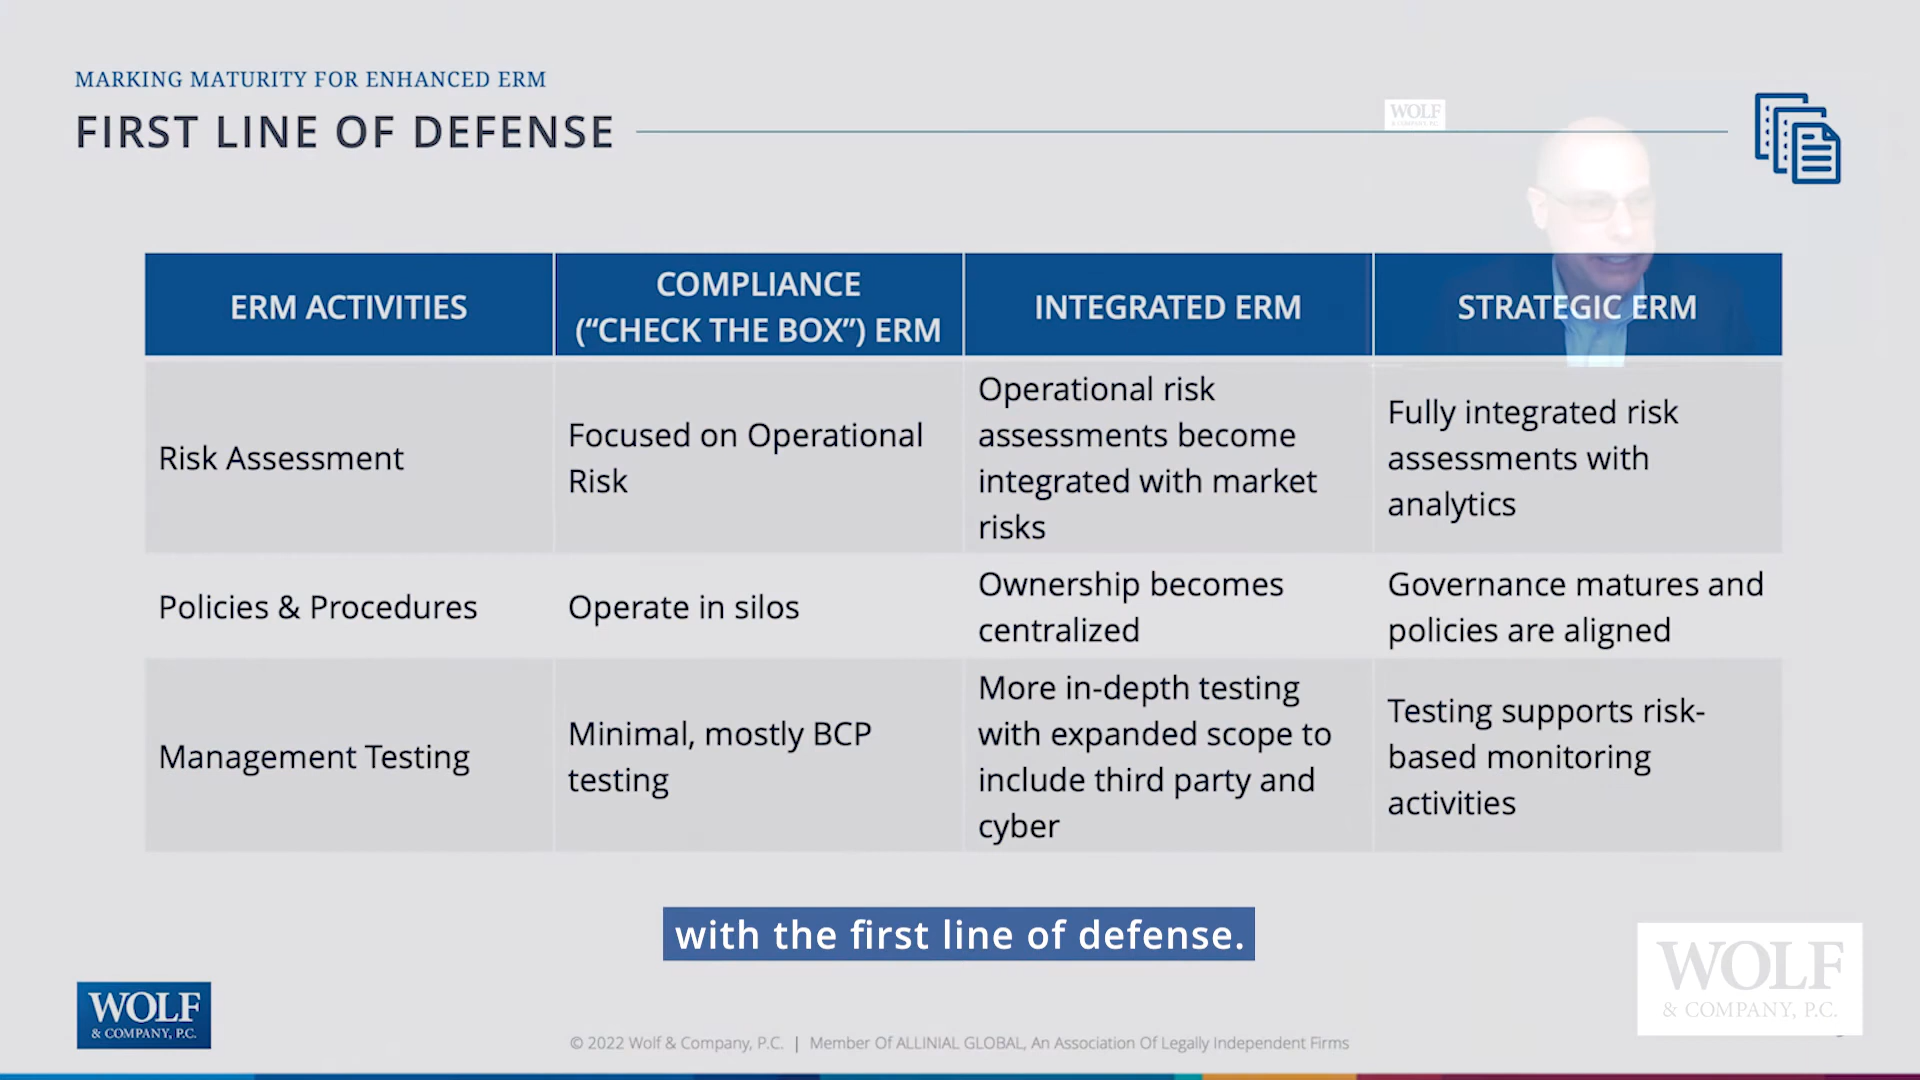 MARKING MATURITY FOR ENHANCED ERM
FIRST LINE OF DEFENSE
WOLF
& COMPANY, P.C.
ERM ACTIVITIES
COMPLIANCE
(“CHECK THE BOX”) ERM
INTEGRATED ERM
STRATEGIC ERM
Risk Assessment
Focused on Operational
Risk
Operational risk
assessments become
integrated with market
risks
Fully integrated risk
assessments with
analytics
Policies & Procedures
Operate in silos
Ownership becomes
centralized
Governance matures and
policies are aligned
Management Testing
Minimal, mostly BCP
testing
More in-depth testing
with expanded scope to
include third party and
cyber
Testing supports risk-
based monitoring
activities
with the first line of defense.
WOLF
& COMPANY, P.C.
© 2022 Wolf & Company, P.C. | Member Of ALLINIAL GLOBAL, An Association Of Legally Independent Firms
WOLF
& COMPANY, P.C.